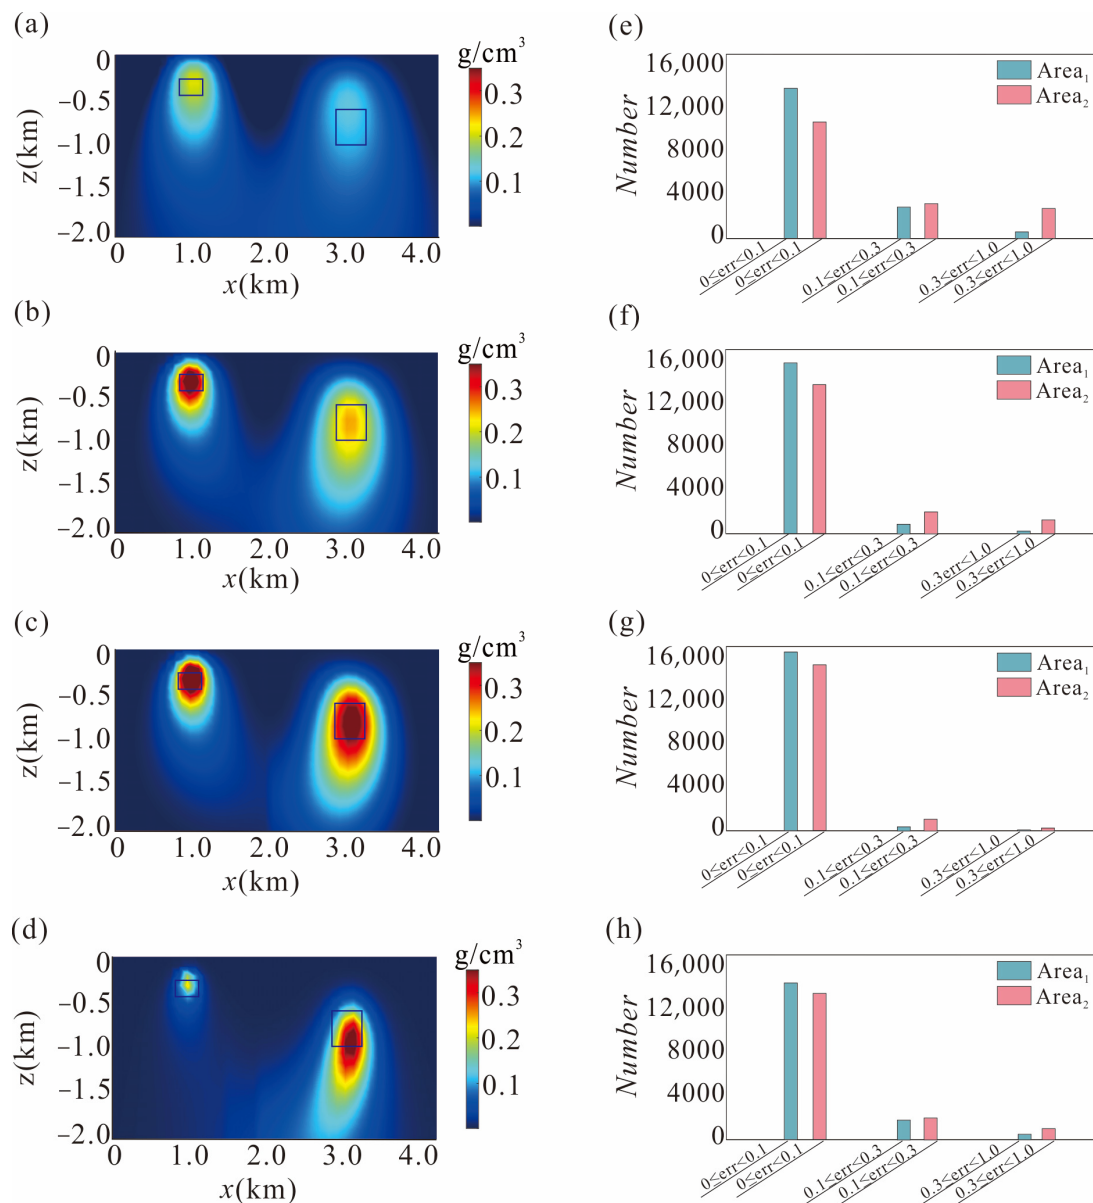 (a)
g/cm³
0
−0.5
−1.0
−1.5
−2.0
z(km)
0.3
0.2
0.1
0 1.0 2.0 3.0 4.0
x(km)
(e)
16,000
12,000
8000
4000
0
Number
Area₁
Area₂
0≤err<0.1
0≤err<0.1
0.1≤err<0.3
0.1≤err<0.3
0.3≤err<1.0
0.3≤err<1.0
(b)
g/cm³
0
−0.5
−1.0
−1.5
−2.0
z(km)
0.3
0.2
0.1
0 1.0 2.0 3.0 4.0
x(km)
(f)
16,000
12,000
8000
4000
0
Number
Area₁
Area₂
0≤err<0.1
0≤err<0.1
0.1≤err<0.3
0.1≤err<0.3
0.3err<1.0
0.3≤err<1.0
(c)
g/cm³
0
−0.5
−1.0
−1.5
−2.0
z(km)
0.3
0.2
0.1
0 1.0 2.0 3.0 4.0
x(km)
(g)
16,000
12,000
8000
4000
0
Number
Area₁
Area₂
0≤err<0.1
0≤err<0.1
0.1≤err<0.3
0.1≤err<0.3
0.3≤err<1.0
0.3≤err<1.0
(d)
g/cm³
0
−0.5
−1.0
−1.5
−2.0
z(km)
0.3
0.2
0.1
0 1.0 2.0 3.0 4.0
x(km)
(h)
16,000
12,000
8000
4000
0
Number
Area₁
Area₂
0≤err<0.1
0≤err<0.1
0.1≤err<0.3
0.1≤err<0.3
0.3≤err<1.0
0.3≤err<1.0